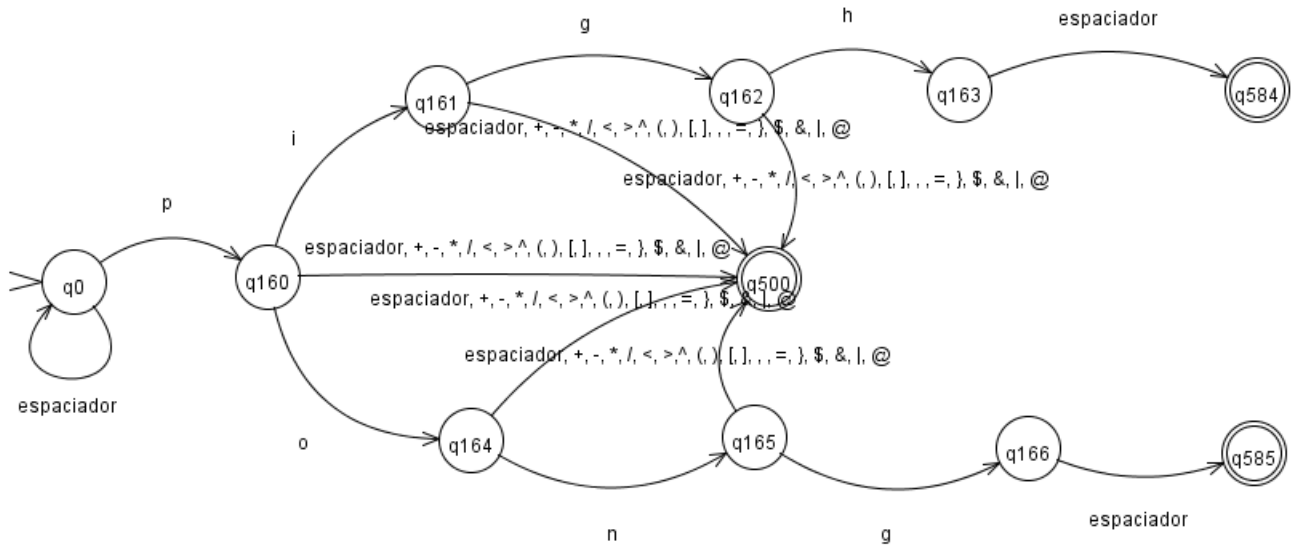 g
h
espaciador
q161
q162
q163
q584
espaciador, +, -, *, /, <, >,^, (, ), [, ], , , =, }, $, &, |, @
i
espaciador, +, -, *, /, <, >,^, (, ), [, ], , , =, }, $, &, |, @
p
espaciador, +, -, *, /, <, >,^, (, ), [, ], , , =, }, $, &, |, @
q0
q160
q500
espaciador, +, -, *, /, <, >,^, (, ), [, ], , , =, }, $, &, |, @
espaciador, +, -, *, /, <, >,^, (, ), [, ], , , =, }, $, &, |, @
espaciador
o
q164
q165
q166
q585
n
g
espaciador